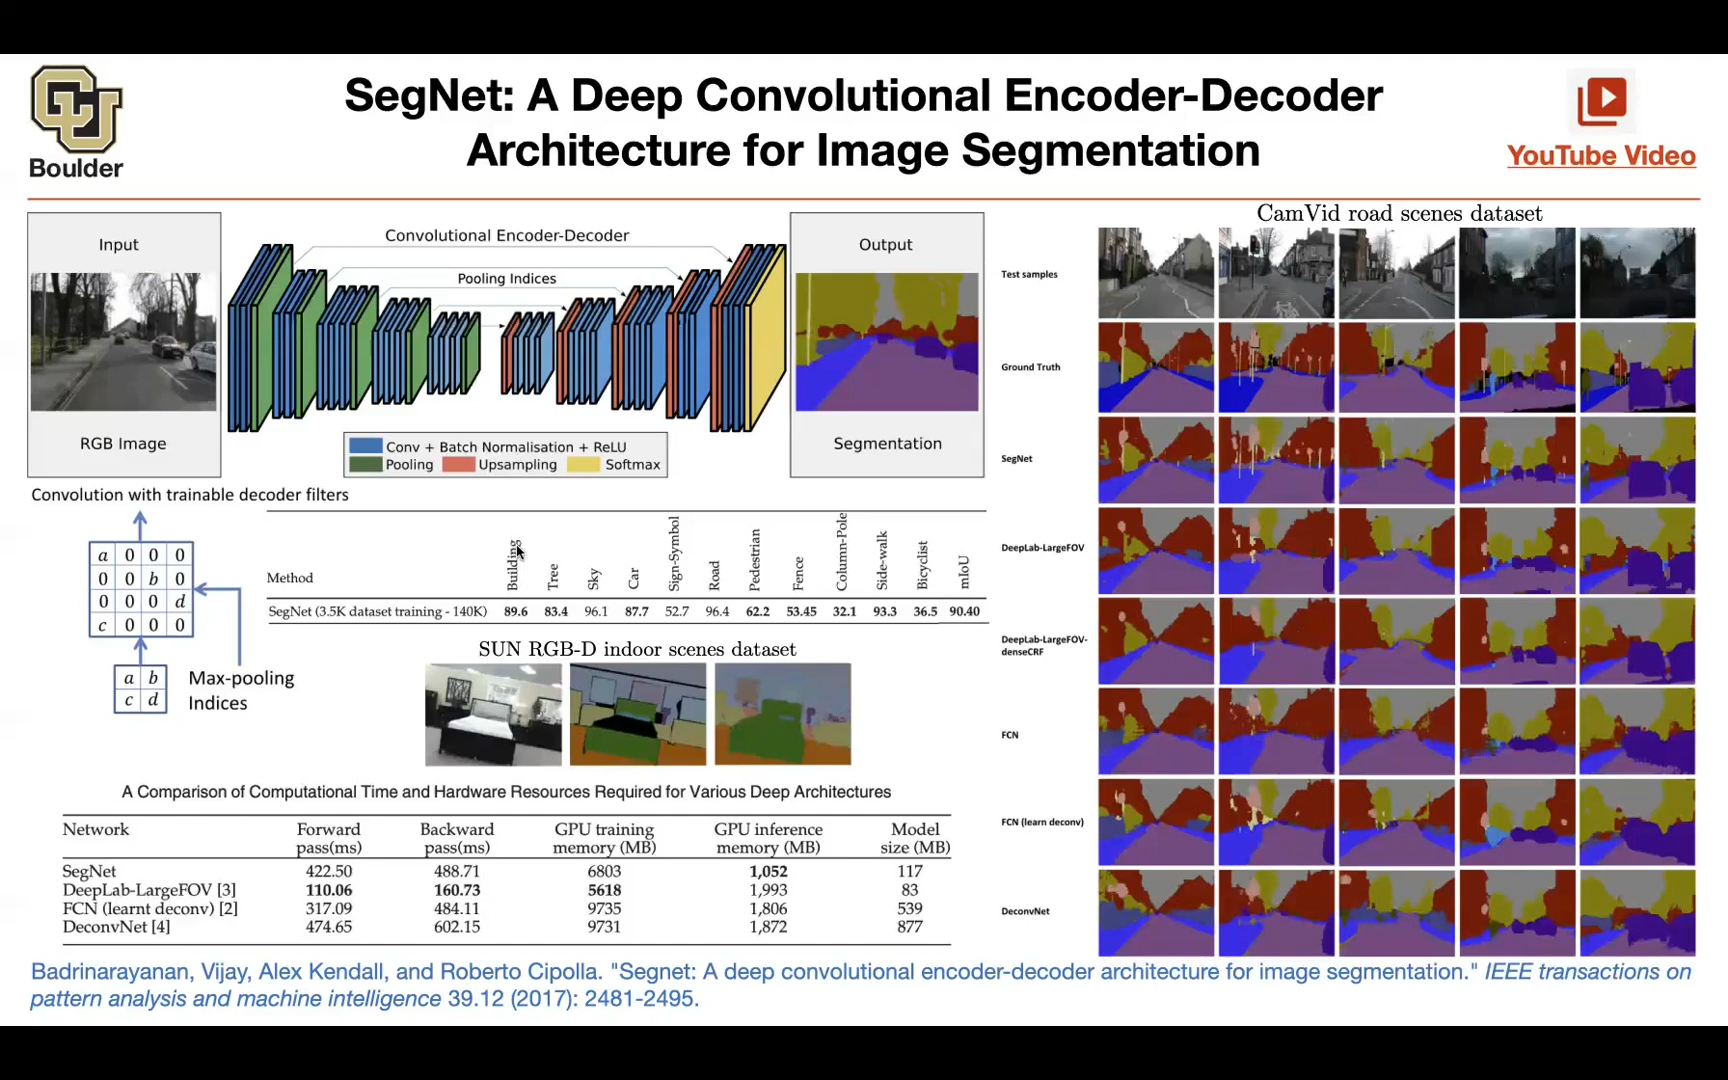 CU
Boulder
SegNet: A Deep Convolutional Encoder-Decoder
Architecture for Image Segmentation
YouTube Video
Input
RGB Image
Convolutional Encoder-Decoder
Pooling Indices
Conv + Batch Normalisation + ReLU
Pooling Upsampling Softmax
Output
Segmentation
Convolution with trainable decoder filters
a 0 0 0
0 0 b 0
0 0 0 d
c 0 0 0
a b
c d
Max-pooling
Indices
Method Building Tree Sky Car Sign-Symbol Road Pedestrian Fence Column-Pole Side-walk Bicyclist mIoU
SegNet (3.5K dataset training - 140K) 89.6 83.4 96.1 87.7 52.7 96.4 62.2 53.45 32.1 93.3 36.5 90.40
SUN RGB-D indoor scenes dataset
A Comparison of Computational Time and Hardware Resources Required for Various Deep Architectures
Network Forward Backward GPU training GPU inference Model
pass(ms) pass(ms) memory (MB) memory (MB) size (MB)
SegNet 422.50 488.71 6803 1,052 117
DeepLab-LargeFOV [3] 110.06 160.73 5618 1,993 83
FCN (learnt deconv) [2] 317.09 484.11 9735 1,806 539
DeconvNet [4] 474.65 602.15 9731 1,872 877
CamVid road scenes dataset
Test samples
Ground Truth
SegNet
DeepLab-LargeFOV
DeepLab-LargeFOV-
denseCRF
FCN
FCN (learn deconv)
DeconvNet
Badrinarayanan, Vijay, Alex Kendall, and Roberto Cipolla. "Segnet: A deep convolutional encoder-decoder architecture for image segmentation." IEEE transactions on
pattern analysis and machine intelligence 39.12 (2017): 2481-2495.